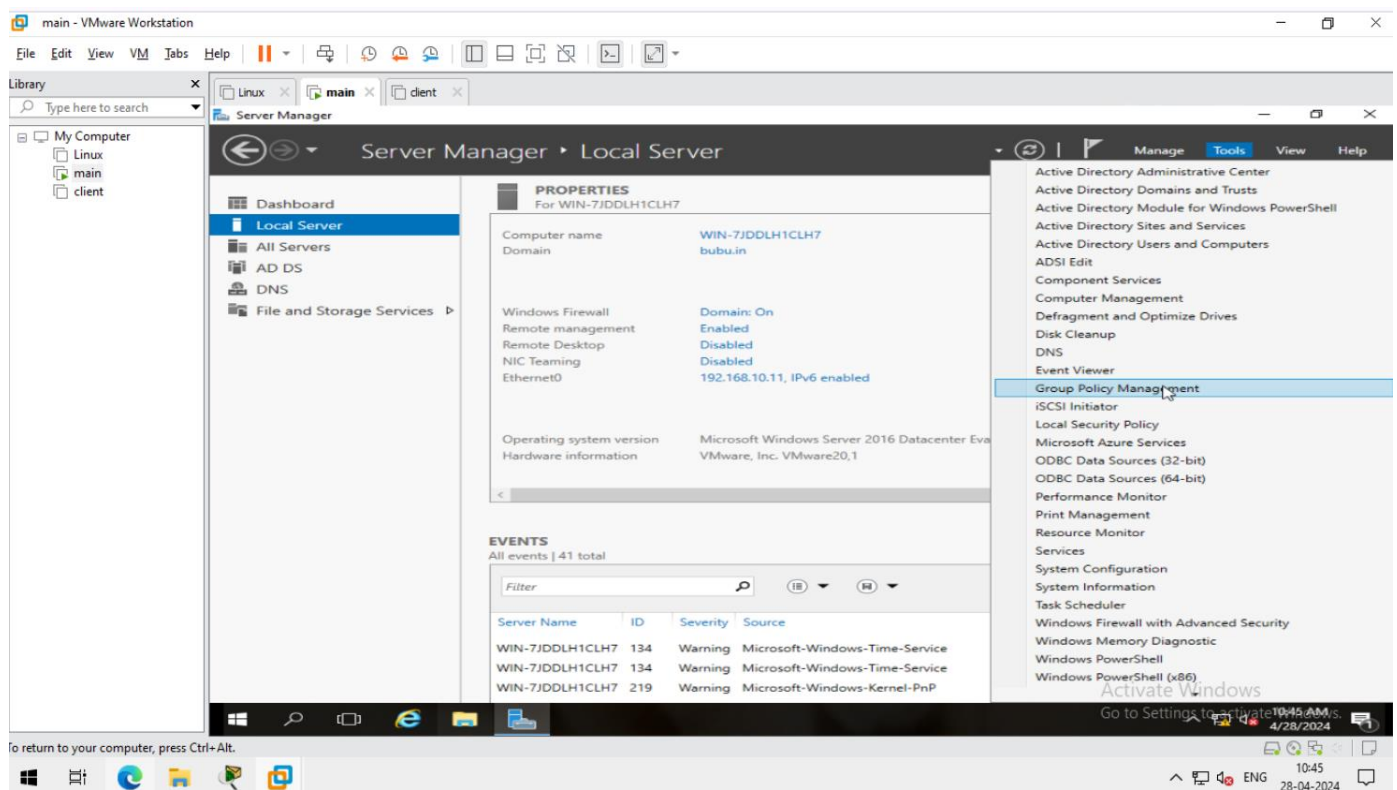 main - VMware Workstation
File Edit View VM Tabs Help
Library
Type here to search
My Computer
Linux
main
client
Linux main client
Server Manager
Server Manager • Local Server
Manage Tools View Help
Dashboard
Local Server
All Servers
AD DS
DNS
File and Storage Services
PROPERTIES
For WIN-7JDDLH1CLH7
Computer name WIN-7JDDLH1CLH7
Domain bubu.in
Windows Firewall Domain: On
Remote management Enabled
Remote Desktop Disabled
NIC Teaming Disabled
Ethernet0 192.168.10.11, IPv6 enabled
Operating system version Microsoft Windows Server 2016 Datacenter Eva
Hardware information VMware, Inc. VMware20,1
EVENTS
All events | 41 total
Filter
Server Name ID Severity Source
WIN-7JDDLH1CLH7 134 Warning Microsoft-Windows-Time-Service
WIN-7JDDLH1CLH7 134 Warning Microsoft-Windows-Time-Service
WIN-7JDDLH1CLH7 219 Warning Microsoft-Windows-Kernel-PnP
Active Directory Administrative Center
Active Directory Domains and Trusts
Active Directory Module for Windows PowerShell
Active Directory Sites and Services
Active Directory Users and Computers
ADSI Edit
Component Services
Computer Management
Defragment and Optimize Drives
Disk Cleanup
DNS
Event Viewer
Group Policy Management
iSCSI Initiator
Local Security Policy
Microsoft Azure Services
ODBC Data Sources (32-bit)
ODBC Data Sources (64-bit)
Performance Monitor
Print Management
Resource Monitor
Services
System Configuration
System Information
Task Scheduler
Windows Firewall with Advanced Security
Windows Memory Diagnostic
Windows PowerShell
Windows PowerShell (x86)
Activate Windows
Go to Settings to activate Windows.
10:45 AM
4/28/2024
To return to your computer, press Ctrl+Alt.
ENG 10:45
28-04-2024